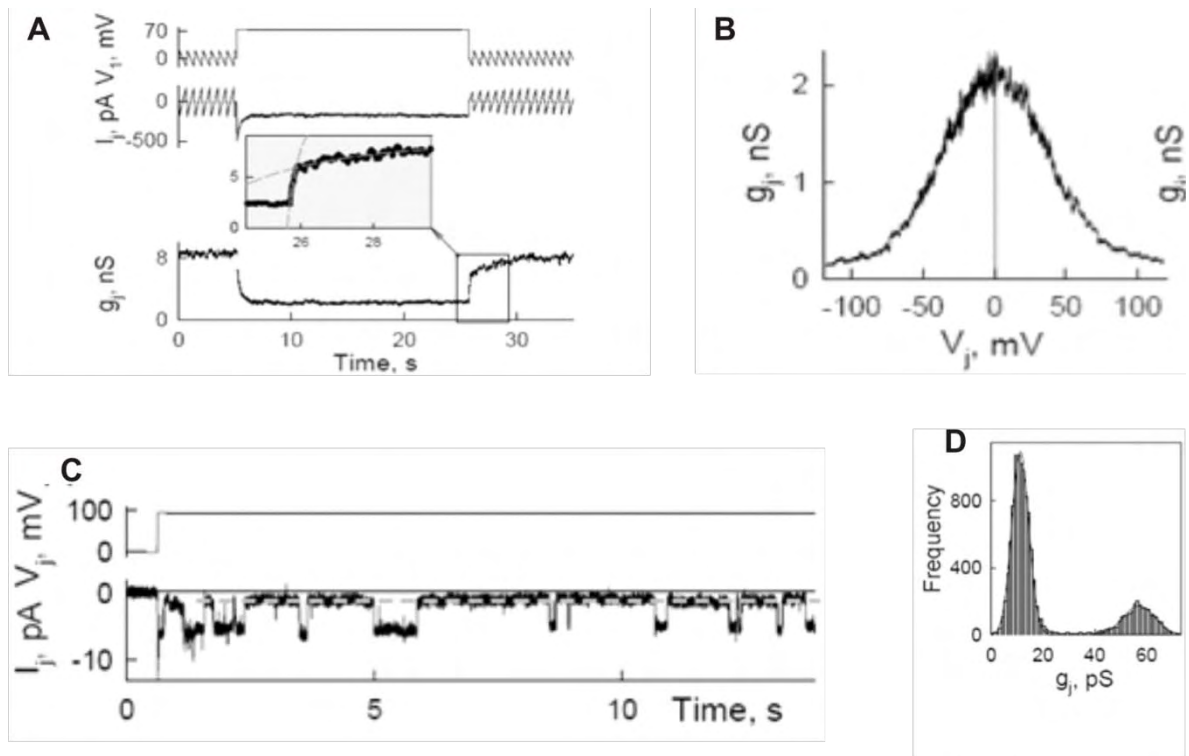 A
V₁, mV
70
0
Iⱼ, pA
0
-500
5
0
26 28
gⱼ, nS
8
0
0 10 20 30
Time, s
B
gⱼ, nS
2
1
0
-100 -50 0 50 100
Vⱼ, mV
gⱼ, nS
C
Vⱼ, mV
100
0
Iⱼ, pA
0
-10
0 5 10 Time, s
D
Frequency
800
400
0
0 20 40 60
gⱼ, pS